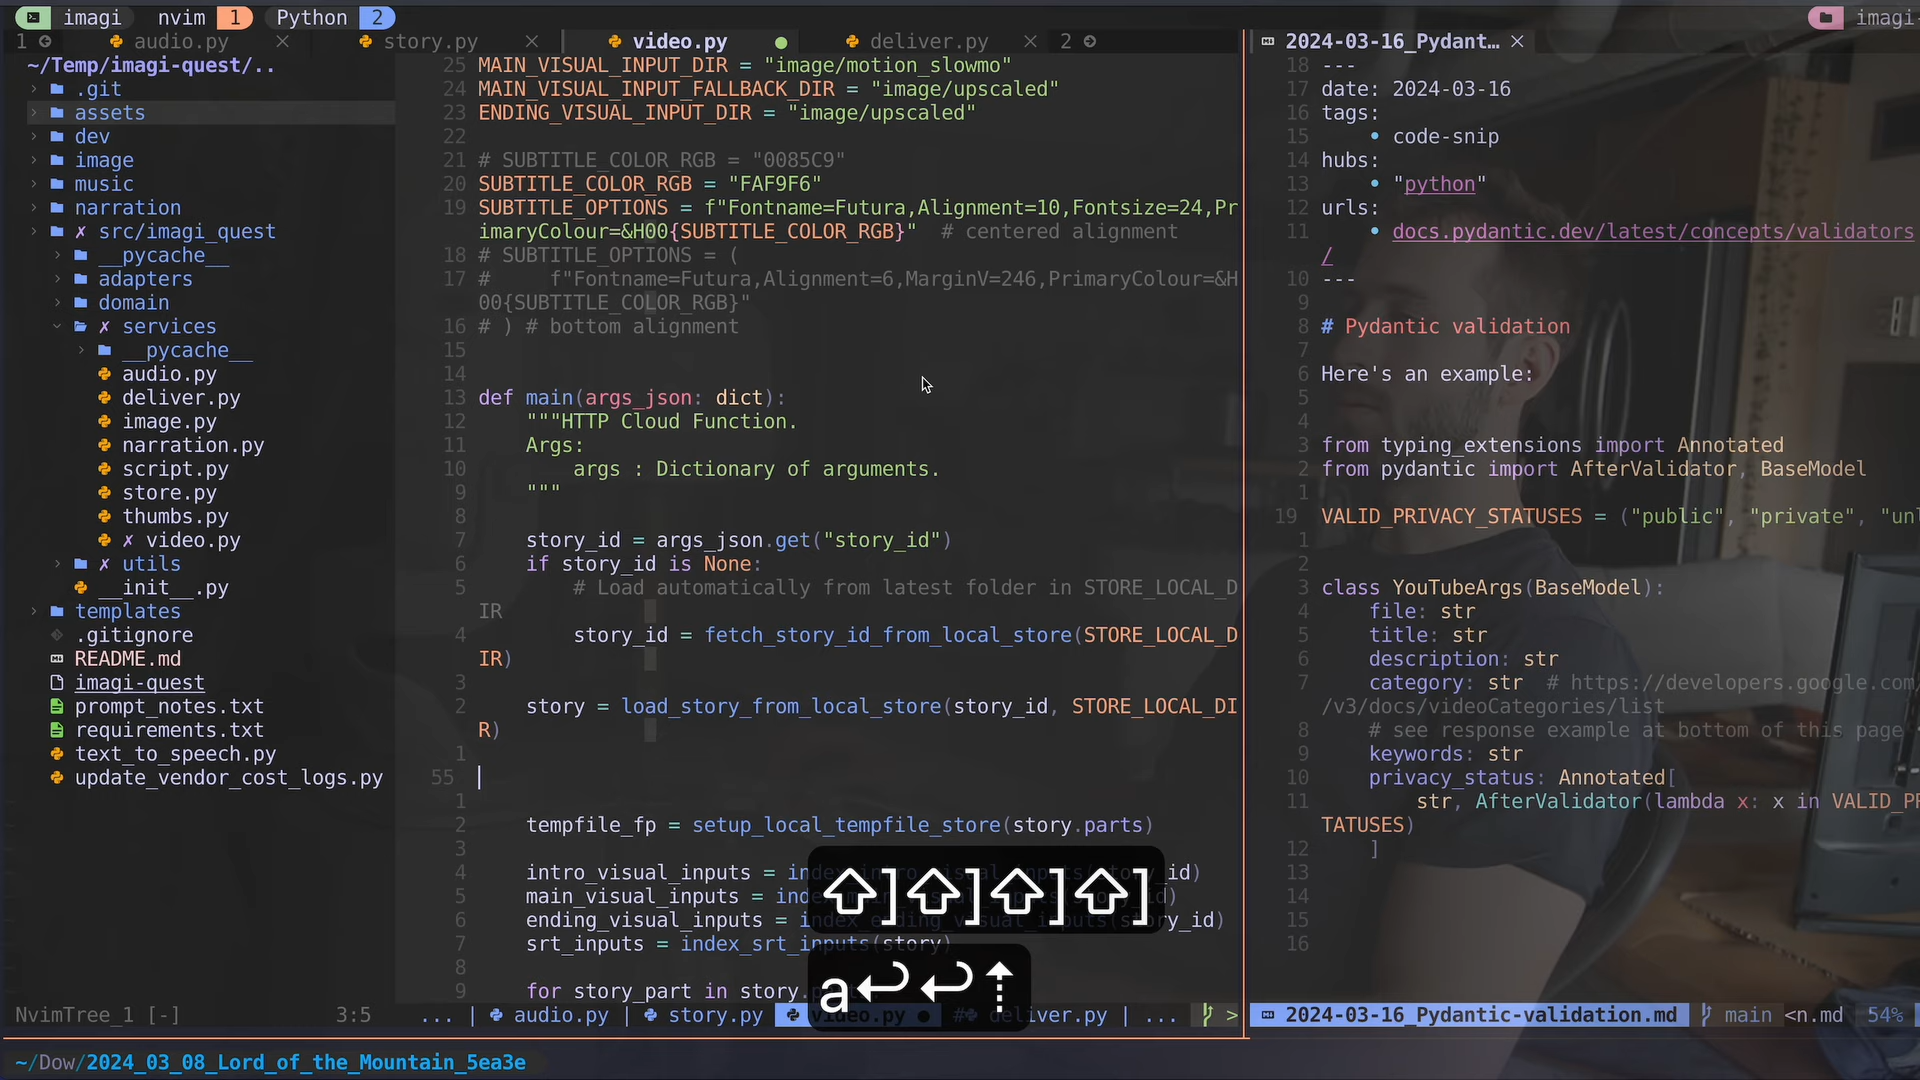 imagi nvim 1 Python 2 imagi-
1 audio.py × story.py × video.py ● deliver.py × 2
2024-03-16_Pydant… ×
~/Temp/imagi-quest/..
.git
assets
dev
image
music
narration
✗ src/imagi_quest
__pycache__
adapters
domain
✗ services
__pycache__
audio.py
deliver.py
image.py
narration.py
script.py
store.py
thumbs.py
✗ video.py
✗ utils
__init__.py
templates
.gitignore
README.md
imagi-quest
prompt_notes.txt
requirements.txt
text_to_speech.py
update_vendor_cost_logs.py
NvimTree_1 [-] 3:5
25 MAIN_VISUAL_INPUT_DIR = "image/motion_slowmo"
24 MAIN_VISUAL_INPUT_FALLBACK_DIR = "image/upscaled"
23 ENDING_VISUAL_INPUT_DIR = "image/upscaled"
22
21 # SUBTITLE_COLOR_RGB = "0085C9"
20 SUBTITLE_COLOR_RGB = "FAF9F6"
19 SUBTITLE_OPTIONS = f"Fontname=Futura,Alignment=10,Fontsize=24,Pr
imaryColour=&H00{SUBTITLE_COLOR_RGB}"  # centered alignment
18 # SUBTITLE_OPTIONS = (
17 #     f"Fontname=Futura,Alignment=6,MarginV=246,PrimaryColour=&H
00{SUBTITLE_COLOR_RGB}"
16 # ) # bottom alignment
15
14
13 def main(args_json: dict):
12     """HTTP Cloud Function.
11     Args:
10         args : Dictionary of arguments.
9     """
8
7     story_id = args_json.get("story_id")
6     if story_id is None:
5         # Load automatically from latest folder in STORE_LOCAL_D
IR
4         story_id = fetch_story_id_from_local_store(STORE_LOCAL_D
IR)
3
2     story = load_story_from_local_store(story_id, STORE_LOCAL_DI
R)
1
55
1
2     tempfile_fp = setup_local_tempfile_store(story.parts)
3
4     intro_visual_inputs = index_intro_visual_inputs(story_id)
5     main_visual_inputs = ind
6     ending_visual_inputs = index_ending_visual_inputs(story_id)
7     srt_inputs = index_srt_inputs(story)
8
9     for story_part in story.
⇧]⇧]⇧]⇧]
a↩↩⇡
... | audio.py | story.py video.py ● # deliver.py | ... >
18 ---
17 date: 2024-03-16
16 tags:
15     • code-snip
14 hubs:
13     • "python"
12 urls:
11     • docs.pydantic.dev/latest/concepts/validators
/
10 ---
9
8 # Pydantic validation
7
6 Here's an example:
5
4
3 from typing_extensions import Annotated
2 from pydantic import AfterValidator, BaseModel
1
19 VALID_PRIVACY_STATUSES = ("public", "private", "unl
1
2
3 class YouTubeArgs(BaseModel):
4     file: str
5     title: str
6     description: str
7     category: str  # https://developers.google.com
/v3/docs/videoCategories/list
8     # see response example at bottom of this page
9     keywords: str
10     privacy_status: Annotated[
11         str, AfterValidator(lambda x: x in VALID_PR
TATUSES)
12     ]
13
14
15
16
2024-03-16_Pydantic-validation.md main <n.md 54%
~/Dow/2024_03_08_Lord_of_the_Mountain_5ea3e